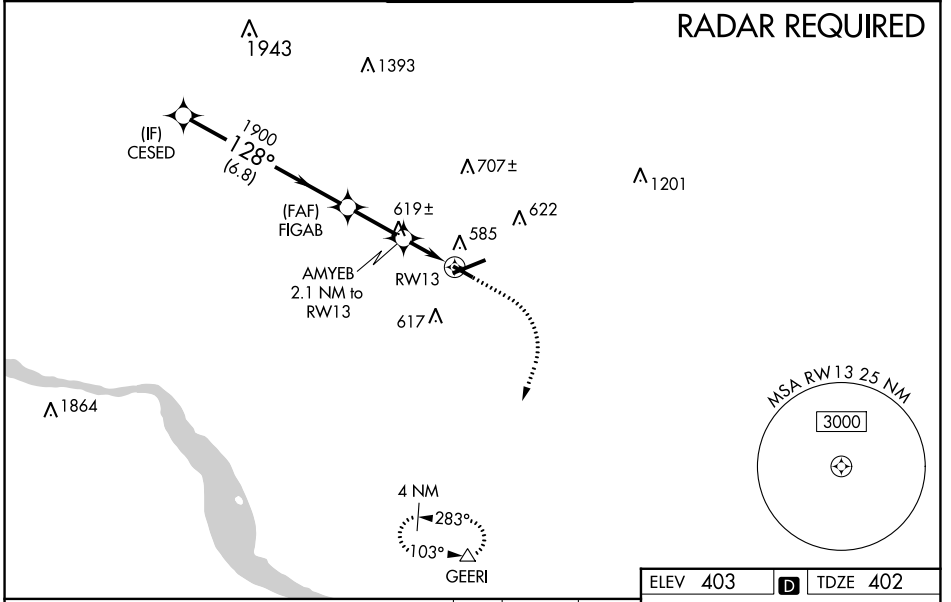 RADAR REQUIRED
1943
1393
(IF)
CESED
1900
128°
(6.8)
707±
1201
(FAF)
FIGAB
619±
622
585
AMYEB
2.1 NM to
RW13
RW13
617
1864
MSA RW13 25 NM
3000
4 NM
283°
103°
GEERI
ELEV 403 D TDZE 402